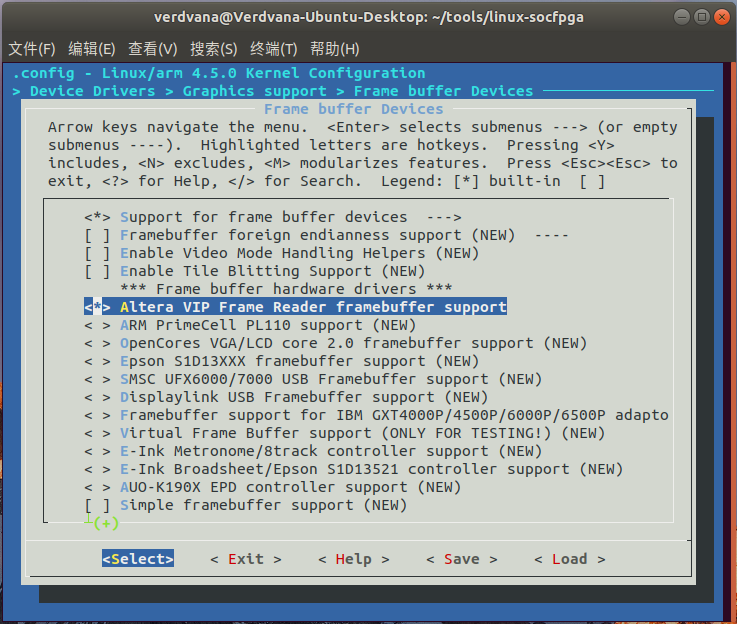 verdvana@Verdvana-Ubuntu-Desktop: ~/tools/linux-socfpga
文件(F) 编辑(E) 查看(V) 搜索(S) 终端(T) 帮助(H)
.config - Linux/arm 4.5.0 Kernel Configuration
> Device Drivers > Graphics support > Frame buffer Devices
Frame buffer Devices
Arrow keys navigate the menu.  <Enter> selects submenus ---> (or empty
submenus ----).  Highlighted letters are hotkeys.  Pressing <Y>
includes, <N> excludes, <M> modularizes features.  Press <Esc><Esc> to
exit, <?> for Help, </> for Search.  Legend: [*] built-in  [ ]
<*> Support for frame buffer devices  --->
[ ] Framebuffer foreign endianness support (NEW)  ----
[ ] Enable Video Mode Handling Helpers (NEW)
[ ] Enable Tile Blitting Support (NEW)
*** Frame buffer hardware drivers ***
<*> Altera VIP Frame Reader framebuffer support
< > ARM PrimeCell PL110 support (NEW)
< > OpenCores VGA/LCD core 2.0 framebuffer support (NEW)
< > Epson S1D13XXX framebuffer support (NEW)
< > SMSC UFX6000/7000 USB Framebuffer support (NEW)
< > Displaylink USB Framebuffer support (NEW)
< > Framebuffer support for IBM GXT4000P/4500P/6000P/6500P adapto
< > Virtual Frame Buffer support (ONLY FOR TESTING!) (NEW)
< > E-Ink Metronome/8track controller support (NEW)
< > E-Ink Broadsheet/Epson S1D13521 controller support (NEW)
< > AUO-K190X EPD controller support (NEW)
[ ] Simple framebuffer support (NEW)
┴(+)
<Select>    < Exit >    < Help >    < Save >    < Load >